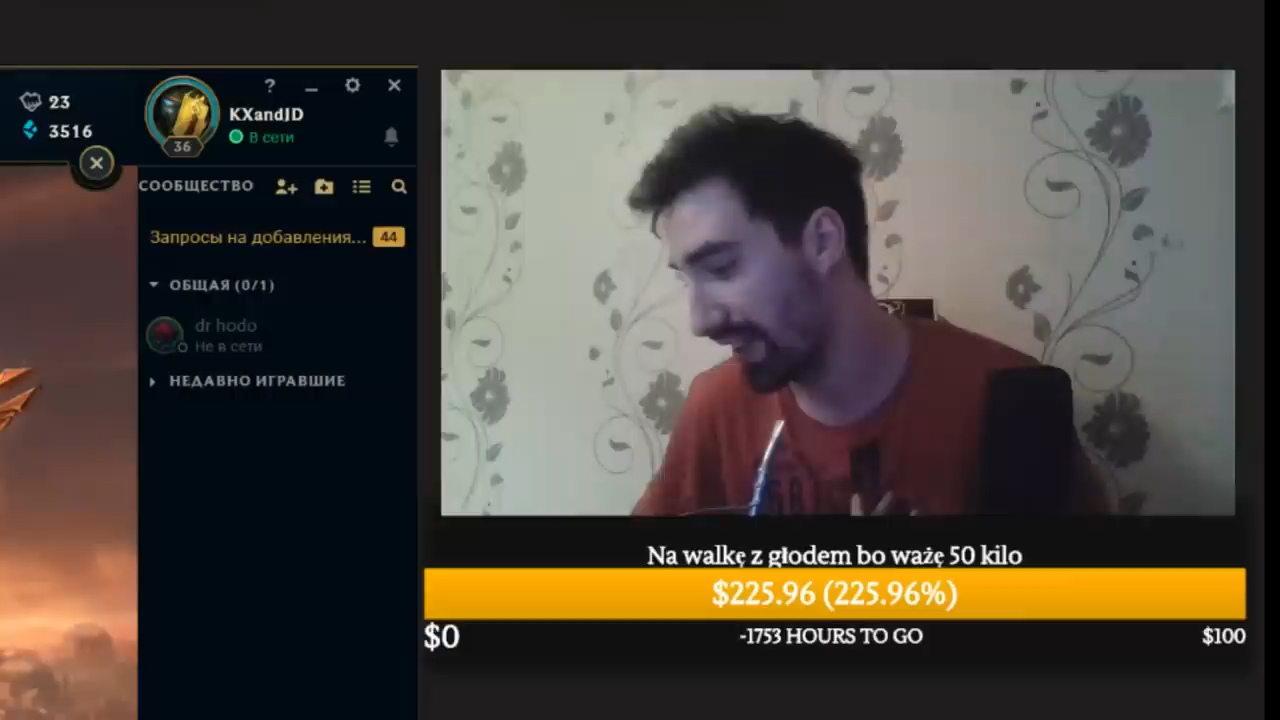 23
3516
36
?
KXandJD
В сети
СООБЩЕСТВО
Запросы на добавления... 44
ОБЩАЯ (0/1)
dr hodo
Не в сети
НЕДАВНО ИГРАВШИЕ
Na walkę z głodem bo ważę 50 kilo
$225.96 (225.96%)
$0 -1753 HOURS TO GO $100